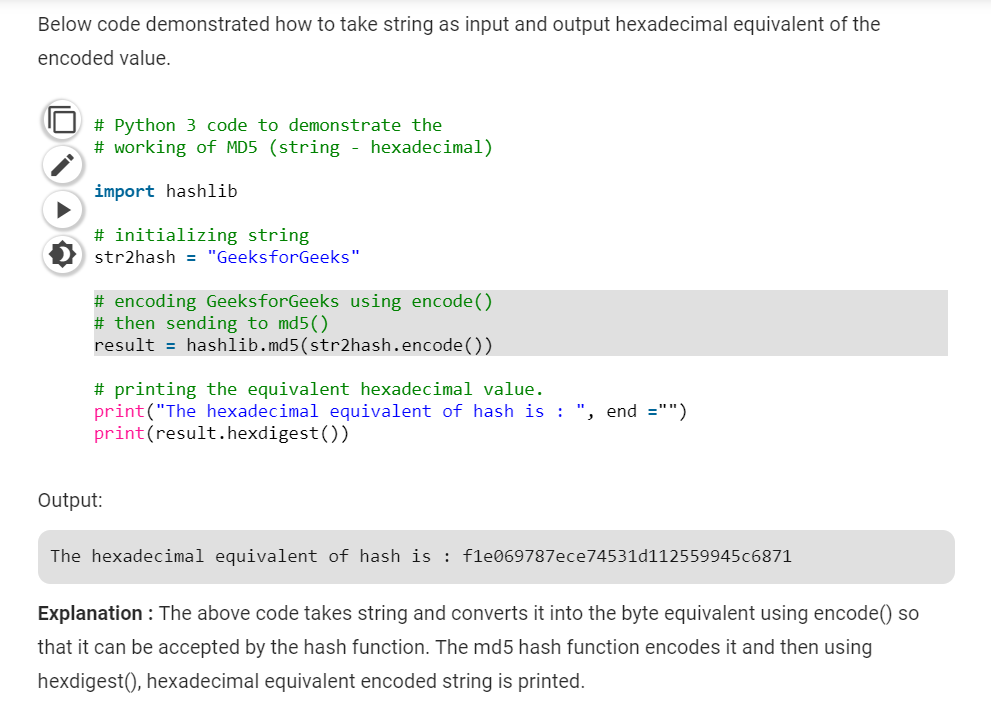 Below code demonstrated how to take string as input and output hexadecimal equivalent of the
encoded value.
# Python 3 code to demonstrate the
# working of MD5 (string - hexadecimal)
import hashlib
# initializing string
str2hash = "GeeksforGeeks"
# encoding GeeksforGeeks using encode()
# then sending to md5()
result = hashlib.md5(str2hash.encode())
# printing the equivalent hexadecimal value.
print("The hexadecimal equivalent of hash is : ", end ="")
print(result.hexdigest())
Output:
The hexadecimal equivalent of hash is : f1e069787ece74531d112559945c6871
Explanation : The above code takes string and converts it into the byte equivalent using encode() so
that it can be accepted by the hash function. The md5 hash function encodes it and then using
hexdigest(), hexadecimal equivalent encoded string is printed.